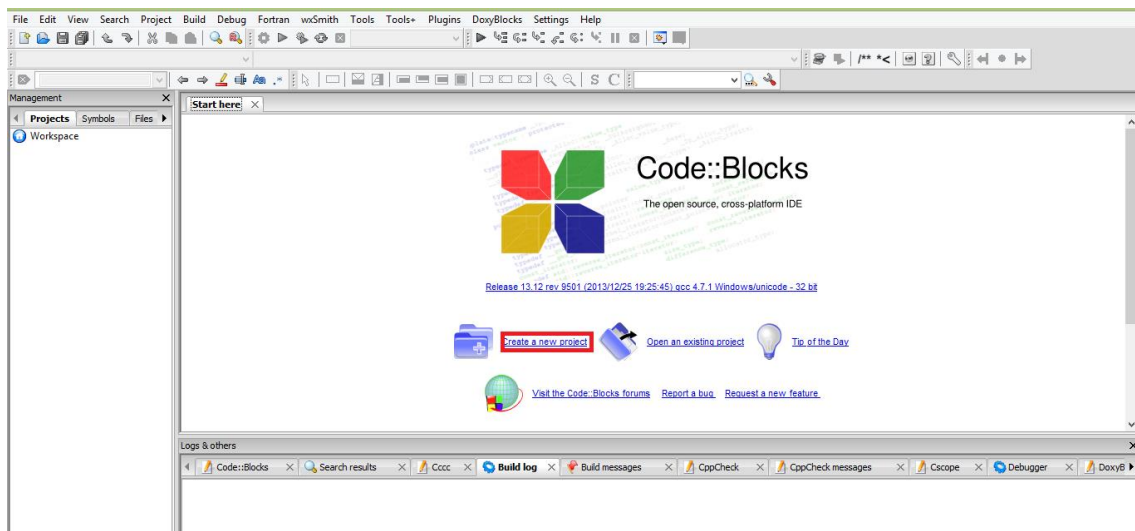 File Edit View Search Project Build Debug Fortran wxSmith Tools Tools+ Plugins DoxyBlocks Settings Help
/** *<
S C
Management
Start here
Projects Symbols Files
Workspace
Code::Blocks
The open source, cross-platform IDE
Release 13.12 rev 9501 (2013/12/25 19:25:45) gcc 4.7.1 Windows/unicode - 32 bit
Create a new project Open an existing project Tip of the Day
Visit the Code::Blocks forums Report a bug Request a new feature
Logs & others
Code::Blocks Search results Cccc Build log Build messages CppCheck CppCheck messages Cscope Debugger DoxyB